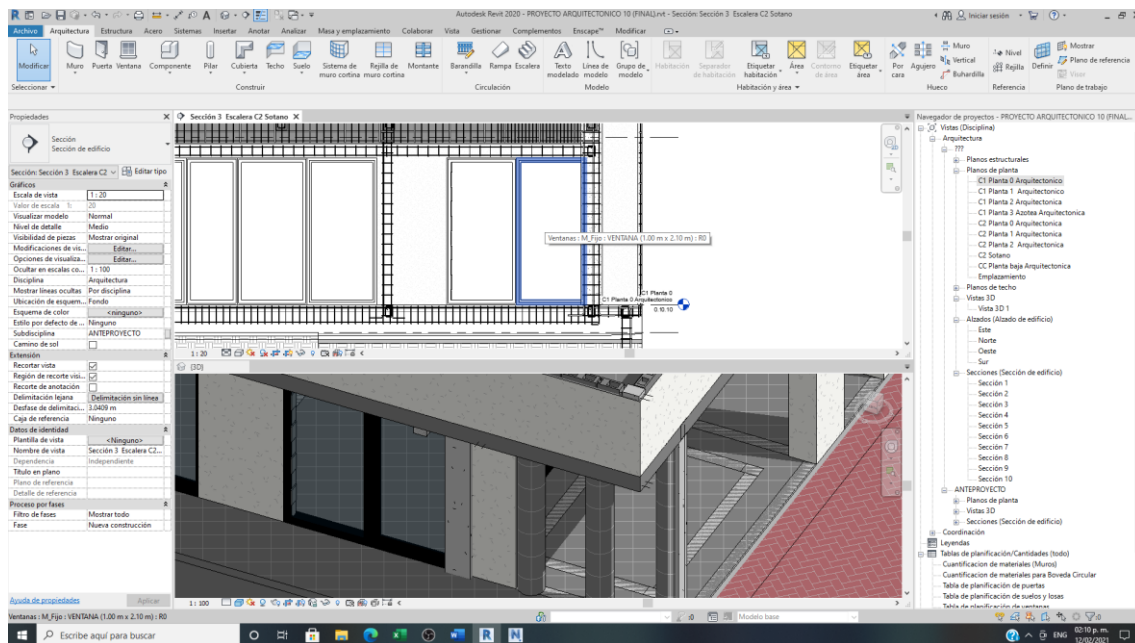 Autodesk Revit 2020 - PROYECTO ARQUITECTONICO 10 (FINAL).rvt - Sección: Sección 3 Escalera C2 Sotano
Iniciar sesión
Archivo Arquitectura Estructura Acero Sistemas Insertar Anotar Analizar Masa y emplazamiento Colaborar Vista Gestionar Complementos Enscape™ Modificar
Modificar Muro Puerta Ventana Componente Pilar Cubierta Techo Suelo Sistema de muro cortina Rejilla de muro cortina Montante Barandilla Rampa Escalera Texto modelado Línea de modelo Grupo de modelo Habitación Separador de habitación Etiquetar habitación Área Contorno de área Etiquetar área Por cara Agujero Muro Vertical Buhardilla Nivel Rejilla Definir Mostrar Plano de referencia Visor
Seleccionar Construir Circulación Modelo Habitación y área Hueco Referencia Plano de trabajo
Propiedades
Sección
Sección de edificio
Sección: Sección 3 Escalera C2 Editar tipo
Gráficos
Escala de vista 1 : 20
Valor de escala 1: 20
Visualizar modelo Normal
Nivel de detalle Medio
Visibilidad de piezas Mostrar original
Modificaciones de vis... Editar...
Opciones de visualiza... Editar...
Ocultar en escalas co... 1 : 100
Disciplina Arquitectura
Mostrar líneas ocultas Por disciplina
Ubicación de esquem... Fondo
Esquema de color <ninguno>
Estilo por defecto de ... Ninguno
Subdisciplina ANTEPROYECTO
Camino de sol
Extensión
Recortar vista
Región de recorte visi...
Recorte de anotación
Delimitación lejana Delimitación sin línea
Desfase de delimitaci... 3.0409 m
Caja de referencia Ninguno
Datos de identidad
Plantilla de vista <Ninguno>
Nombre de vista Sección 3 Escalera C2...
Dependencia Independiente
Título en plano
Plano de referencia
Detalle de referencia
Proceso por fases
Filtro de fases Mostrar todo
Fase Nueva construcción
Ayuda de propiedades Aplicar
Sección 3 Escalera C2 Sotano
Ventanas : M_Fijo : VENTANA (1.00 m x 2.10 m) : R0
C1 Planta 0
C1 Planta 0 Arquitectonico
1 : 20
{3D}
1 : 100
Navegador de proyectos - PROYECTO ARQUITECTONICO 10 (FINAL...
Vistas (Disciplina)
Arquitectura
???
Planos estructurales
Planos de planta
C1 Planta 0 Arquitectonico
C1 Planta 1 Arquitectonico
C1 Planta 2 Arquitectonica
C1 Planta 3 Azotea Arquitectonica
C2 Planta 0 Arquitectonica
C2 Planta 1 Arquitectonica
C2 Planta 2 Arquitectonica
C2 Sotano
CC Planta baja Arquitectonica
Emplazamiento
Planos de techo
Vistas 3D
Vista 3D 1
Alzados (Alzado de edificio)
Este
Norte
Oeste
Sur
Secciones (Sección de edificio)
Sección 1
Sección 2
Sección 3
Sección 4
Sección 5
Sección 6
Sección 7
Sección 8
Sección 9
Sección 10
ANTEPROYECTO
Planos de planta
Vistas 3D
Secciones (Sección de edificio)
Coordinación
Leyendas
Tablas de planificación/Cantidades (todo)
Cuantificacion de materiales (Muros)
Cuantificacion de materiales para Boveda Circular
Tabla de planificación de puertas
Tabla de planificación de suelos y losas
Tabla de planificación de ventanas
Ventanas : M_Fijo : VENTANA (1.00 m x 2.10 m) : R0
Modelo base
Escribe aquí para buscar
ENG
02:10 p. m.
12/02/2021